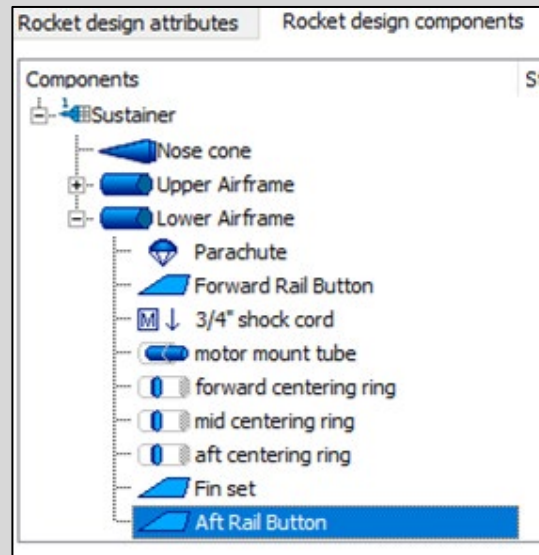 Rocket design attributes Rocket design components
Components
1
Sustainer
Nose cone
Upper Airframe
Lower Airframe
Parachute
Forward Rail Button
M 3/4" shock cord
motor mount tube
forward centering ring
mid centering ring
aft centering ring
Fin set
Aft Rail Button